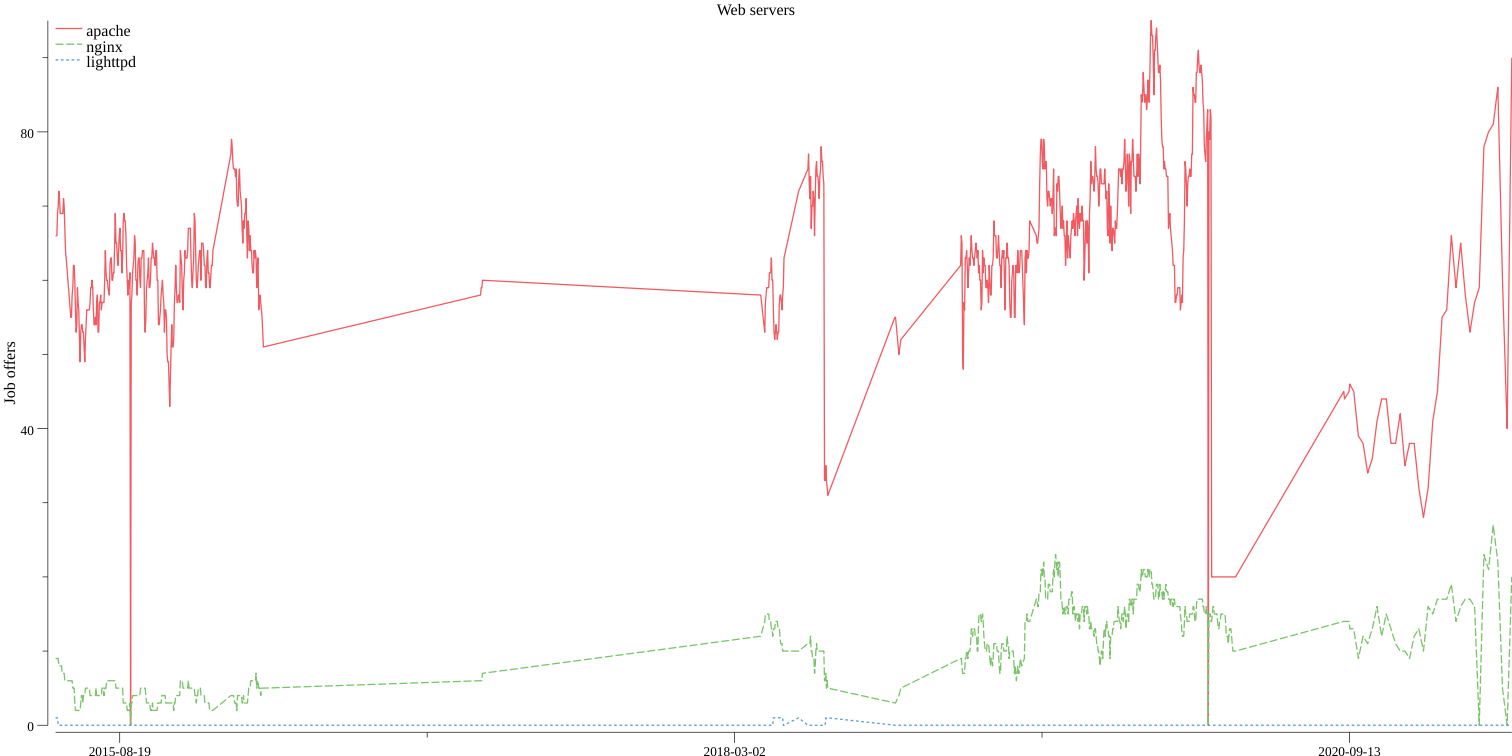 Web servers
apache
nginx
lighttpd
Job offers
80
40
0
2015-08-19
2018-03-02
2020-09-13